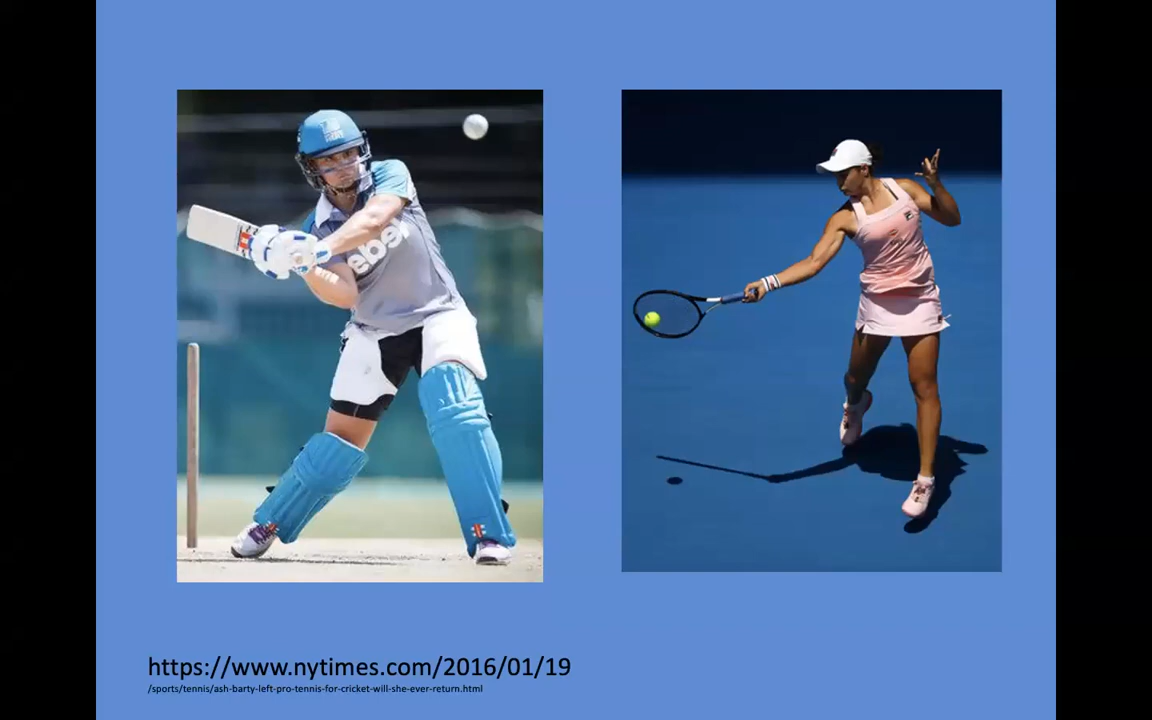 ebel
https://www.nytimes.com/2016/01/19
/sports/tennis/ash-barty-left-pro-tennis-for-cricket-will-she-ever-return.html